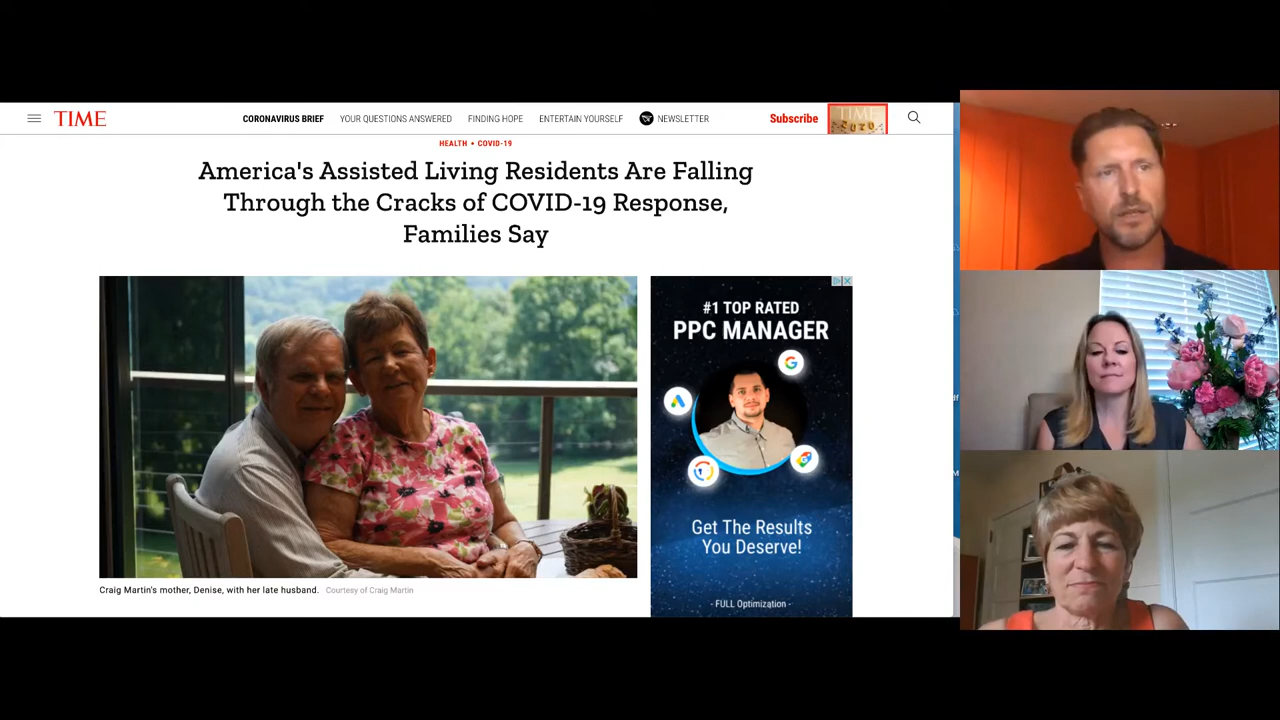 TIME
CORONAVIRUS BRIEF YOUR QUESTIONS ANSWERED FINDING HOPE ENTERTAIN YOURSELF NEWSLETTER Subscribe
HEALTH • COVID-19
America's Assisted Living Residents Are Falling
Through the Cracks of COVID-19 Response,
Families Say
#1 TOP RATED
PPC MANAGER
G
Get The Results
You Deserve!
- FULL Optimization -
Craig Martin's mother, Denise, with her late husband. Courtesy of Craig Martin